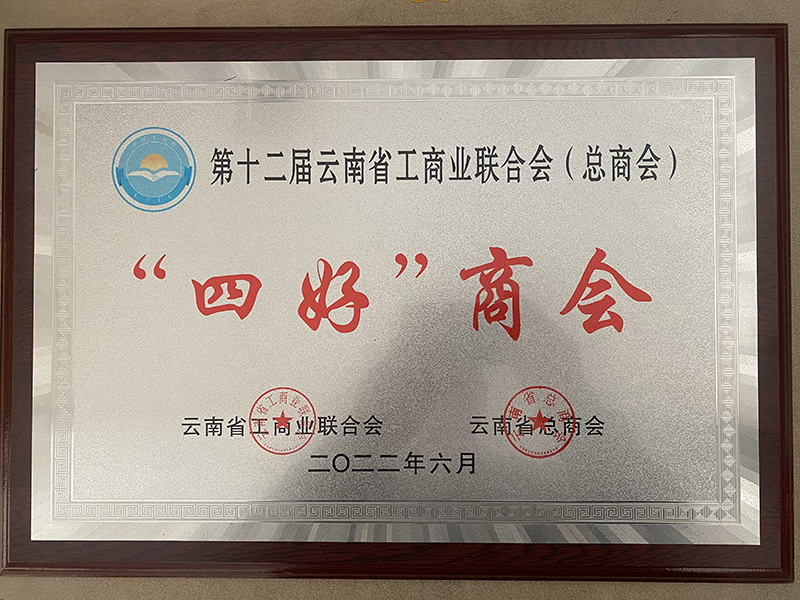 第十二届云南省工商业联合会（总商会）
“四好”商会
云南省工商业联合会 云南省总商会
二〇二二年六月